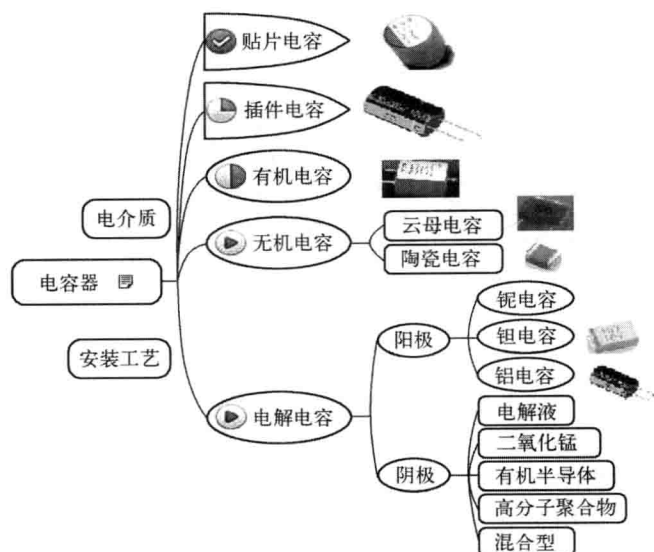 贴片电容
插件电容
有机电容
电介质
无机电容
云母电容
陶瓷电容
电容器
安装工艺
电解电容
阳极
铌电容
钽电容
铝电容
阴极
电解液
二氧化锰
有机半导体
高分子聚合物
混合型